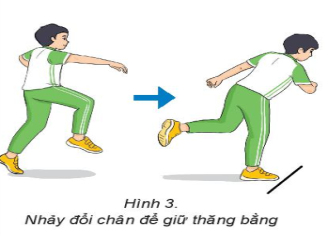 Hình 3.
Nhảy đổi chân để giữ thăng bằng